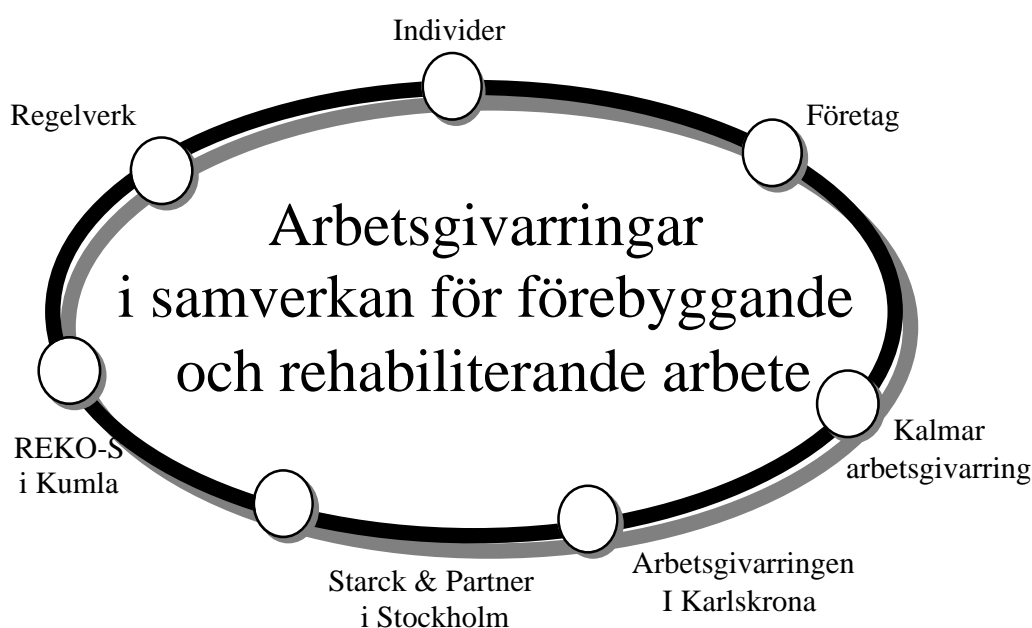 Individer
Regelverk
Företag
Arbetsgivarringar
i samverkan för förebyggande
och rehabiliterande arbete
Kalmar
arbetsgivarring
REKO-S
i Kumla
Arbetsgivarringen
I Karlskrona
Starck & Partner
i Stockholm